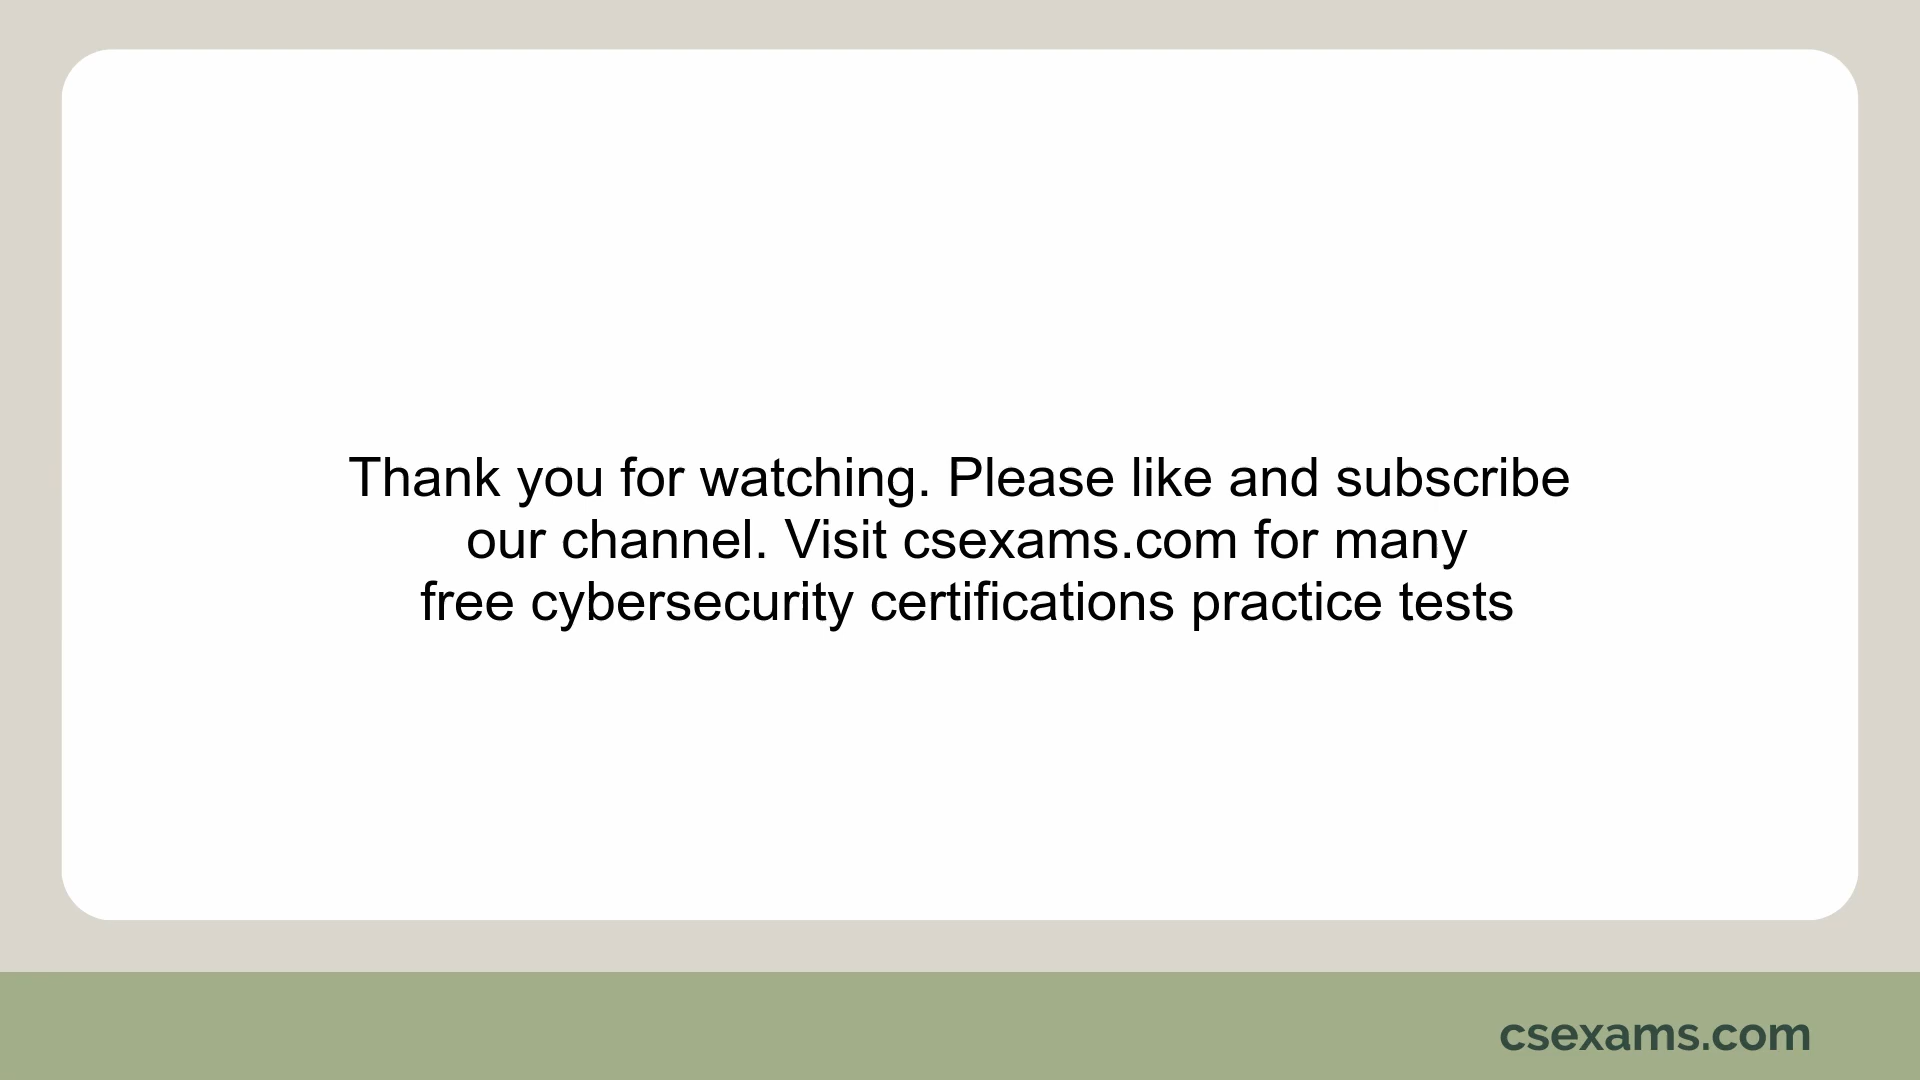 Thank you for watching. Please like and subscribe
our channel. Visit csexams.com for many
free cybersecurity certifications practice tests
csexams.com